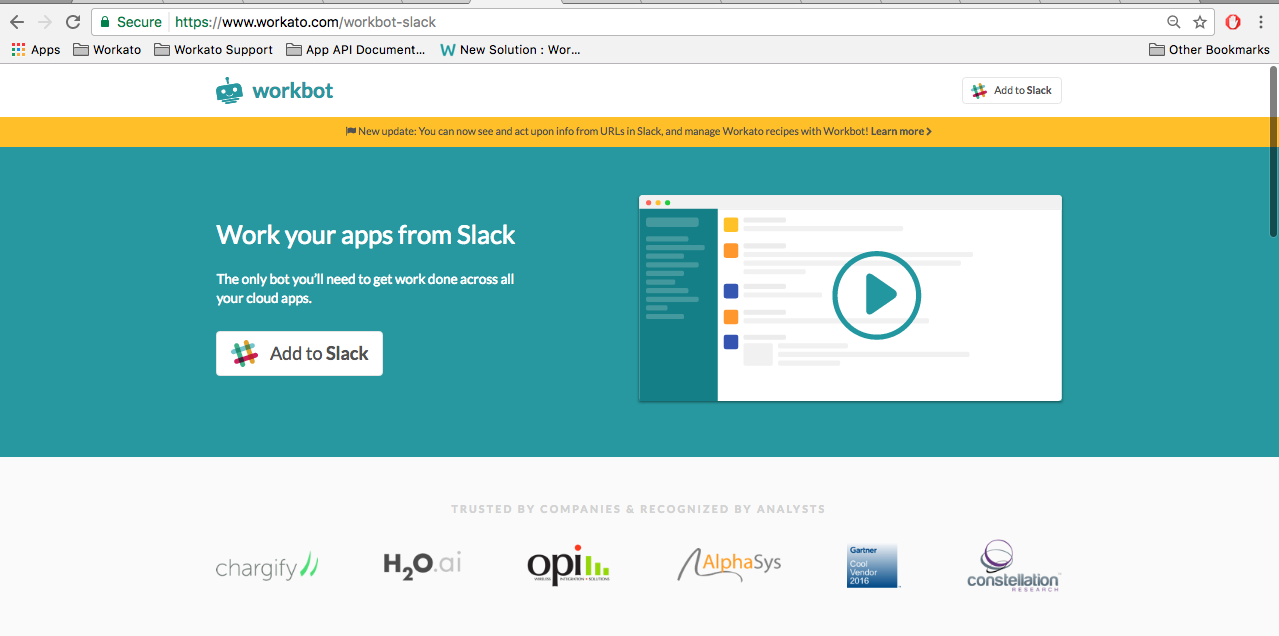 Secure https://www.workato.com/workbot-slack
Apps Workato Workato Support App API Document... New Solution : Wor... Other Bookmarks
workbot
Add to Slack
New update: You can now see and act upon info from URLs in Slack, and manage Workato recipes with Workbot! Learn more
Work your apps from Slack
The only bot you'll need to get work done across all
your cloud apps.
Add to Slack
TRUSTED BY COMPANIES & RECOGNIZED BY ANALYSTS
chargify
H2O.ai
opi
WIRELESS INTEGRATION + SOLUTIONS
AlphaSys
Gartner
Cool
Vendor
2016
constellation
RESEARCH